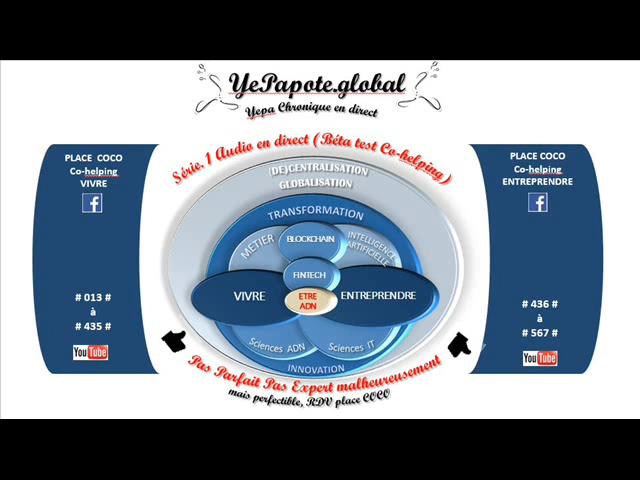 YePapote.global
Yepa Chronique en direct
Série. 1 Audio en direct (Béta test Co-helping)
(DE)CENTRALISATION
GLOBALISATION
TRANSFORMATION
METIER
BLOCKCHAIN
INTELLIGENCE
ARTIFICIELLE
FINTECH
VIVRE
ETRE
ADN
ENTREPRENDRE
Sciences ADN
Sciences IT
INNOVATION
Pas Parfait Pas Expert malheureusement
mais perfectible, RDV place COCO
PLACE COCO
Co-helping
VIVRE
f
# 013 #
à
# 435 #
YouTube
PLACE COCO
Co-helping
ENTREPRENDRE
f
# 436 #
à
# 567 #
YouTube